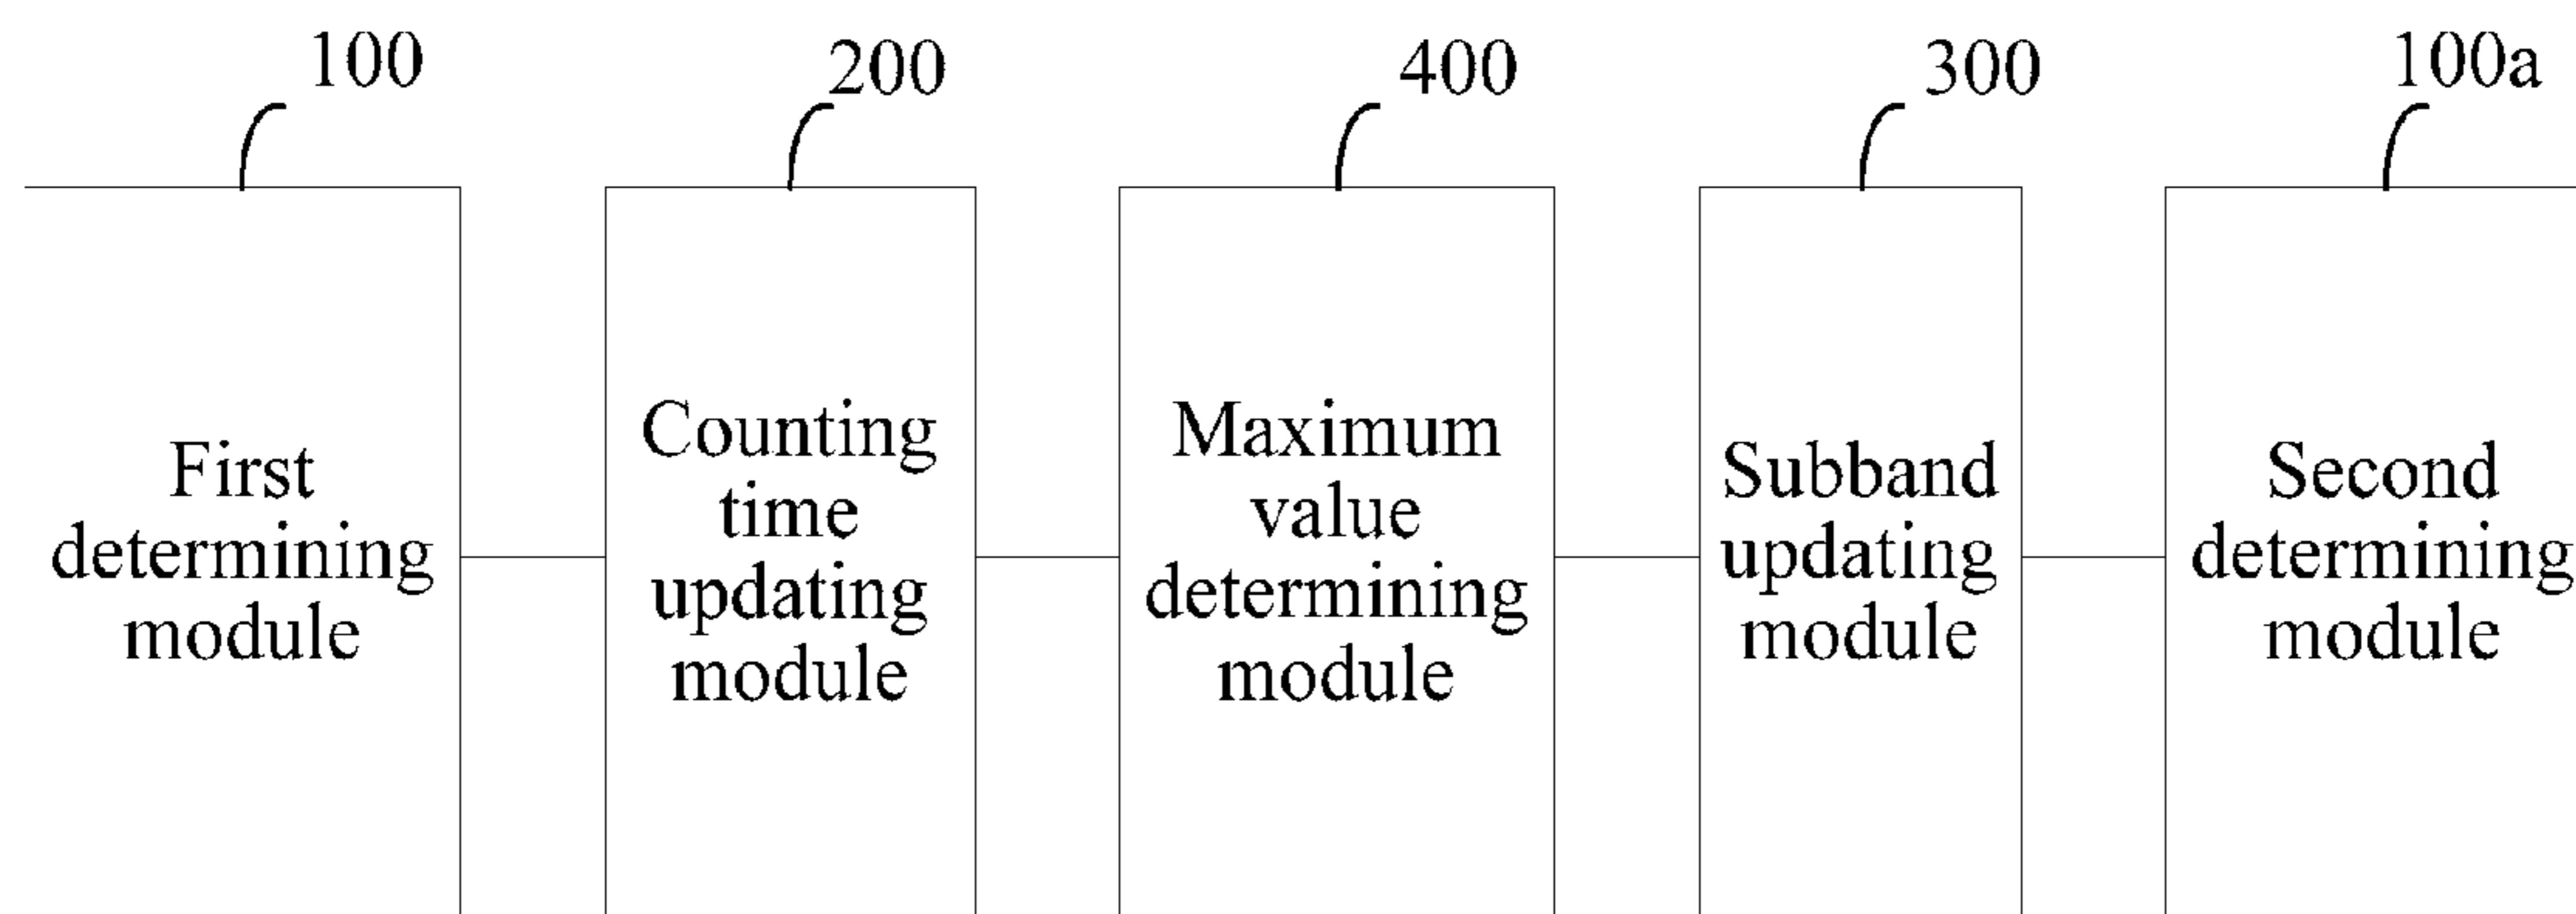 100
200
400
300
100a
First
determining
module
Counting
time
updating
module
Maximum
value
determining
module
Subband
updating
module
Second
determining
module